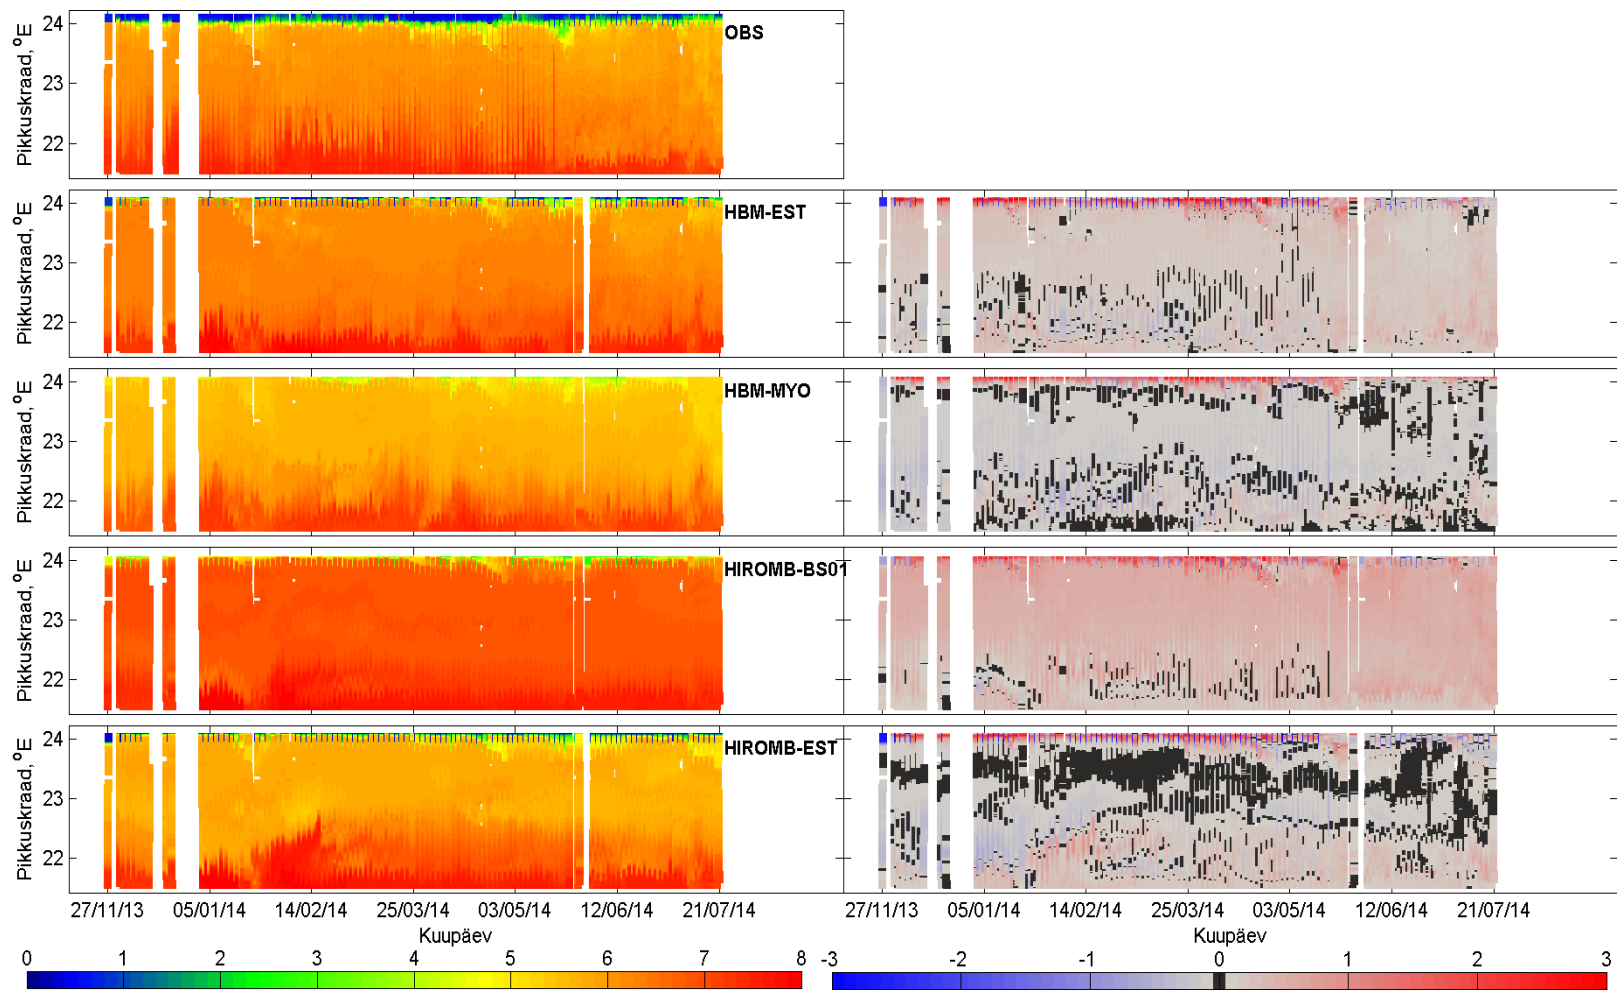 24
23
22
Pikkuskraad, °E
OBS
24
23
22
Pikkuskraad, °E
HBM-EST
24
23
22
Pikkuskraad, °E
HBM-MYO
24
23
22
Pikkuskraad, °E
HIROMB-BS01
24
23
22
Pikkuskraad, °E
HIROMB-EST
27/11/13 05/01/14 14/02/14 25/03/14 03/05/14 12/06/14 21/07/14
27/11/13 05/01/14 14/02/14 25/03/14 03/05/14 12/06/14 21/07/14
Kuupäev
Kuupäev
0 1 2 3 4 5 6 7 8
-3 -2 -1 0 1 2 3